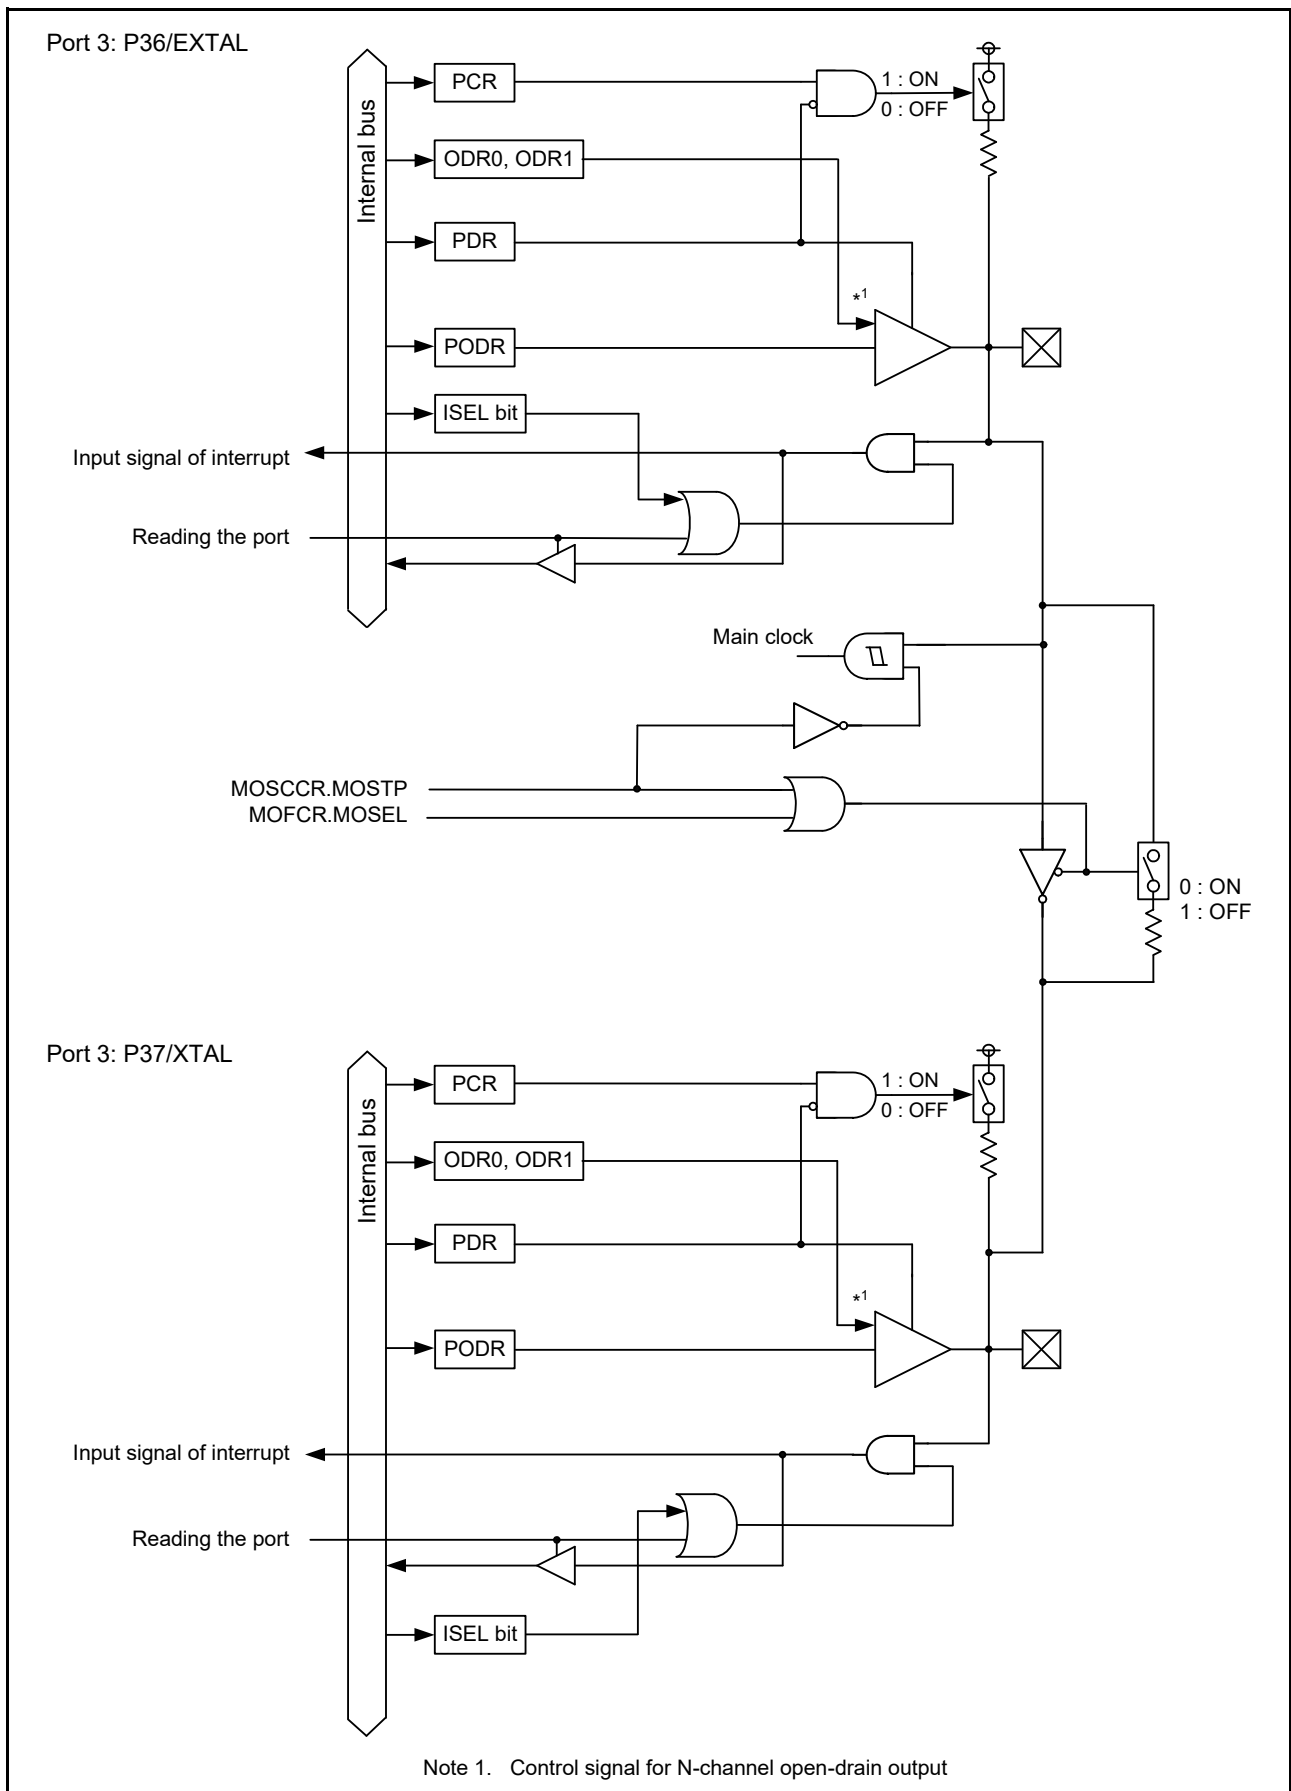 Port 3: P36/EXTAL
Internal bus
PCR
1 : ON
0 : OFF
ODR0, ODR1
PDR
*1
PODR
ISEL bit
Input signal of interrupt
Reading the port
Main clock
MOSCCR.MOSTP
MOFCR.MOSEL
0 : ON
1 : OFF
Port 3: P37/XTAL
Internal bus
PCR
1 : ON
0 : OFF
ODR0, ODR1
PDR
*1
PODR
Input signal of interrupt
Reading the port
ISEL bit
Note 1. Control signal for N-channel open-drain output